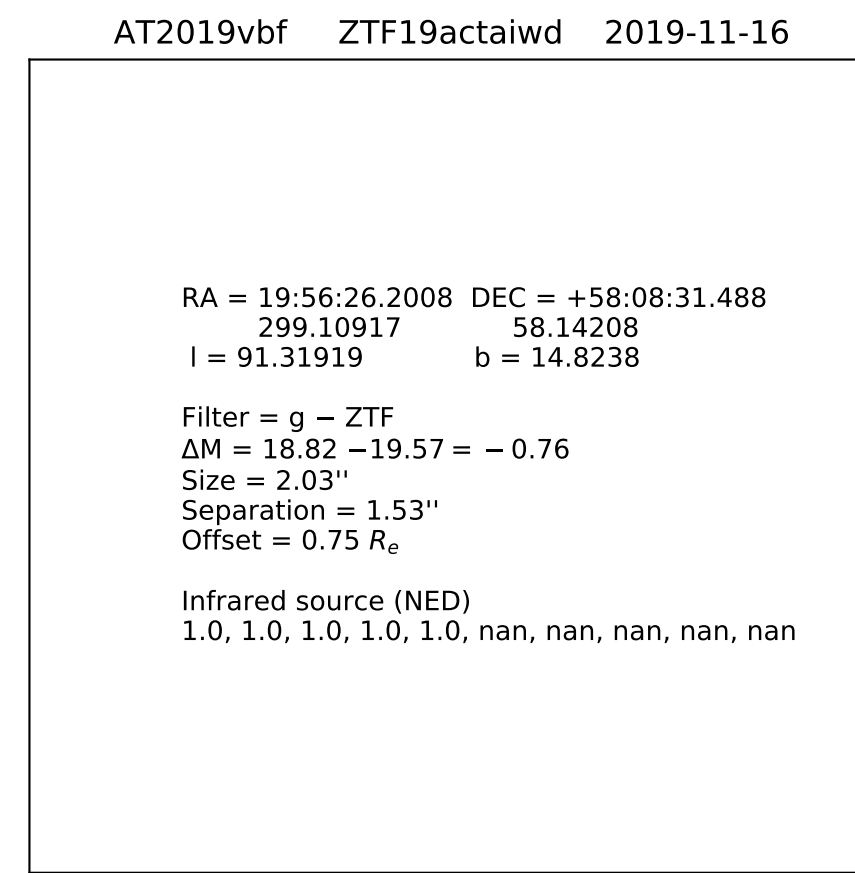 AT2019vbf ZTF19actaiwd 2019-11-16
RA = 19:56:26.2008 DEC = +58:08:31.488
299.10917 58.14208
l = 91.31919 b = 14.8238
Filter = g − ZTF
ΔM = 18.82 −19.57 = − 0.76
Size = 2.03''
Separation = 1.53''
Offset = 0.75 Rₑ
Infrared source (NED)
1.0, 1.0, 1.0, 1.0, 1.0, nan, nan, nan, nan, nan